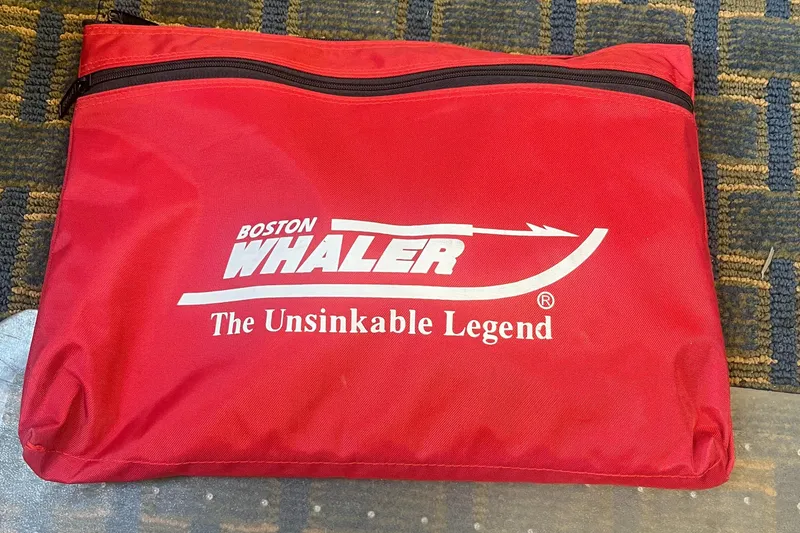 BOSTON
WHALER
®
The Unsinkable Legend